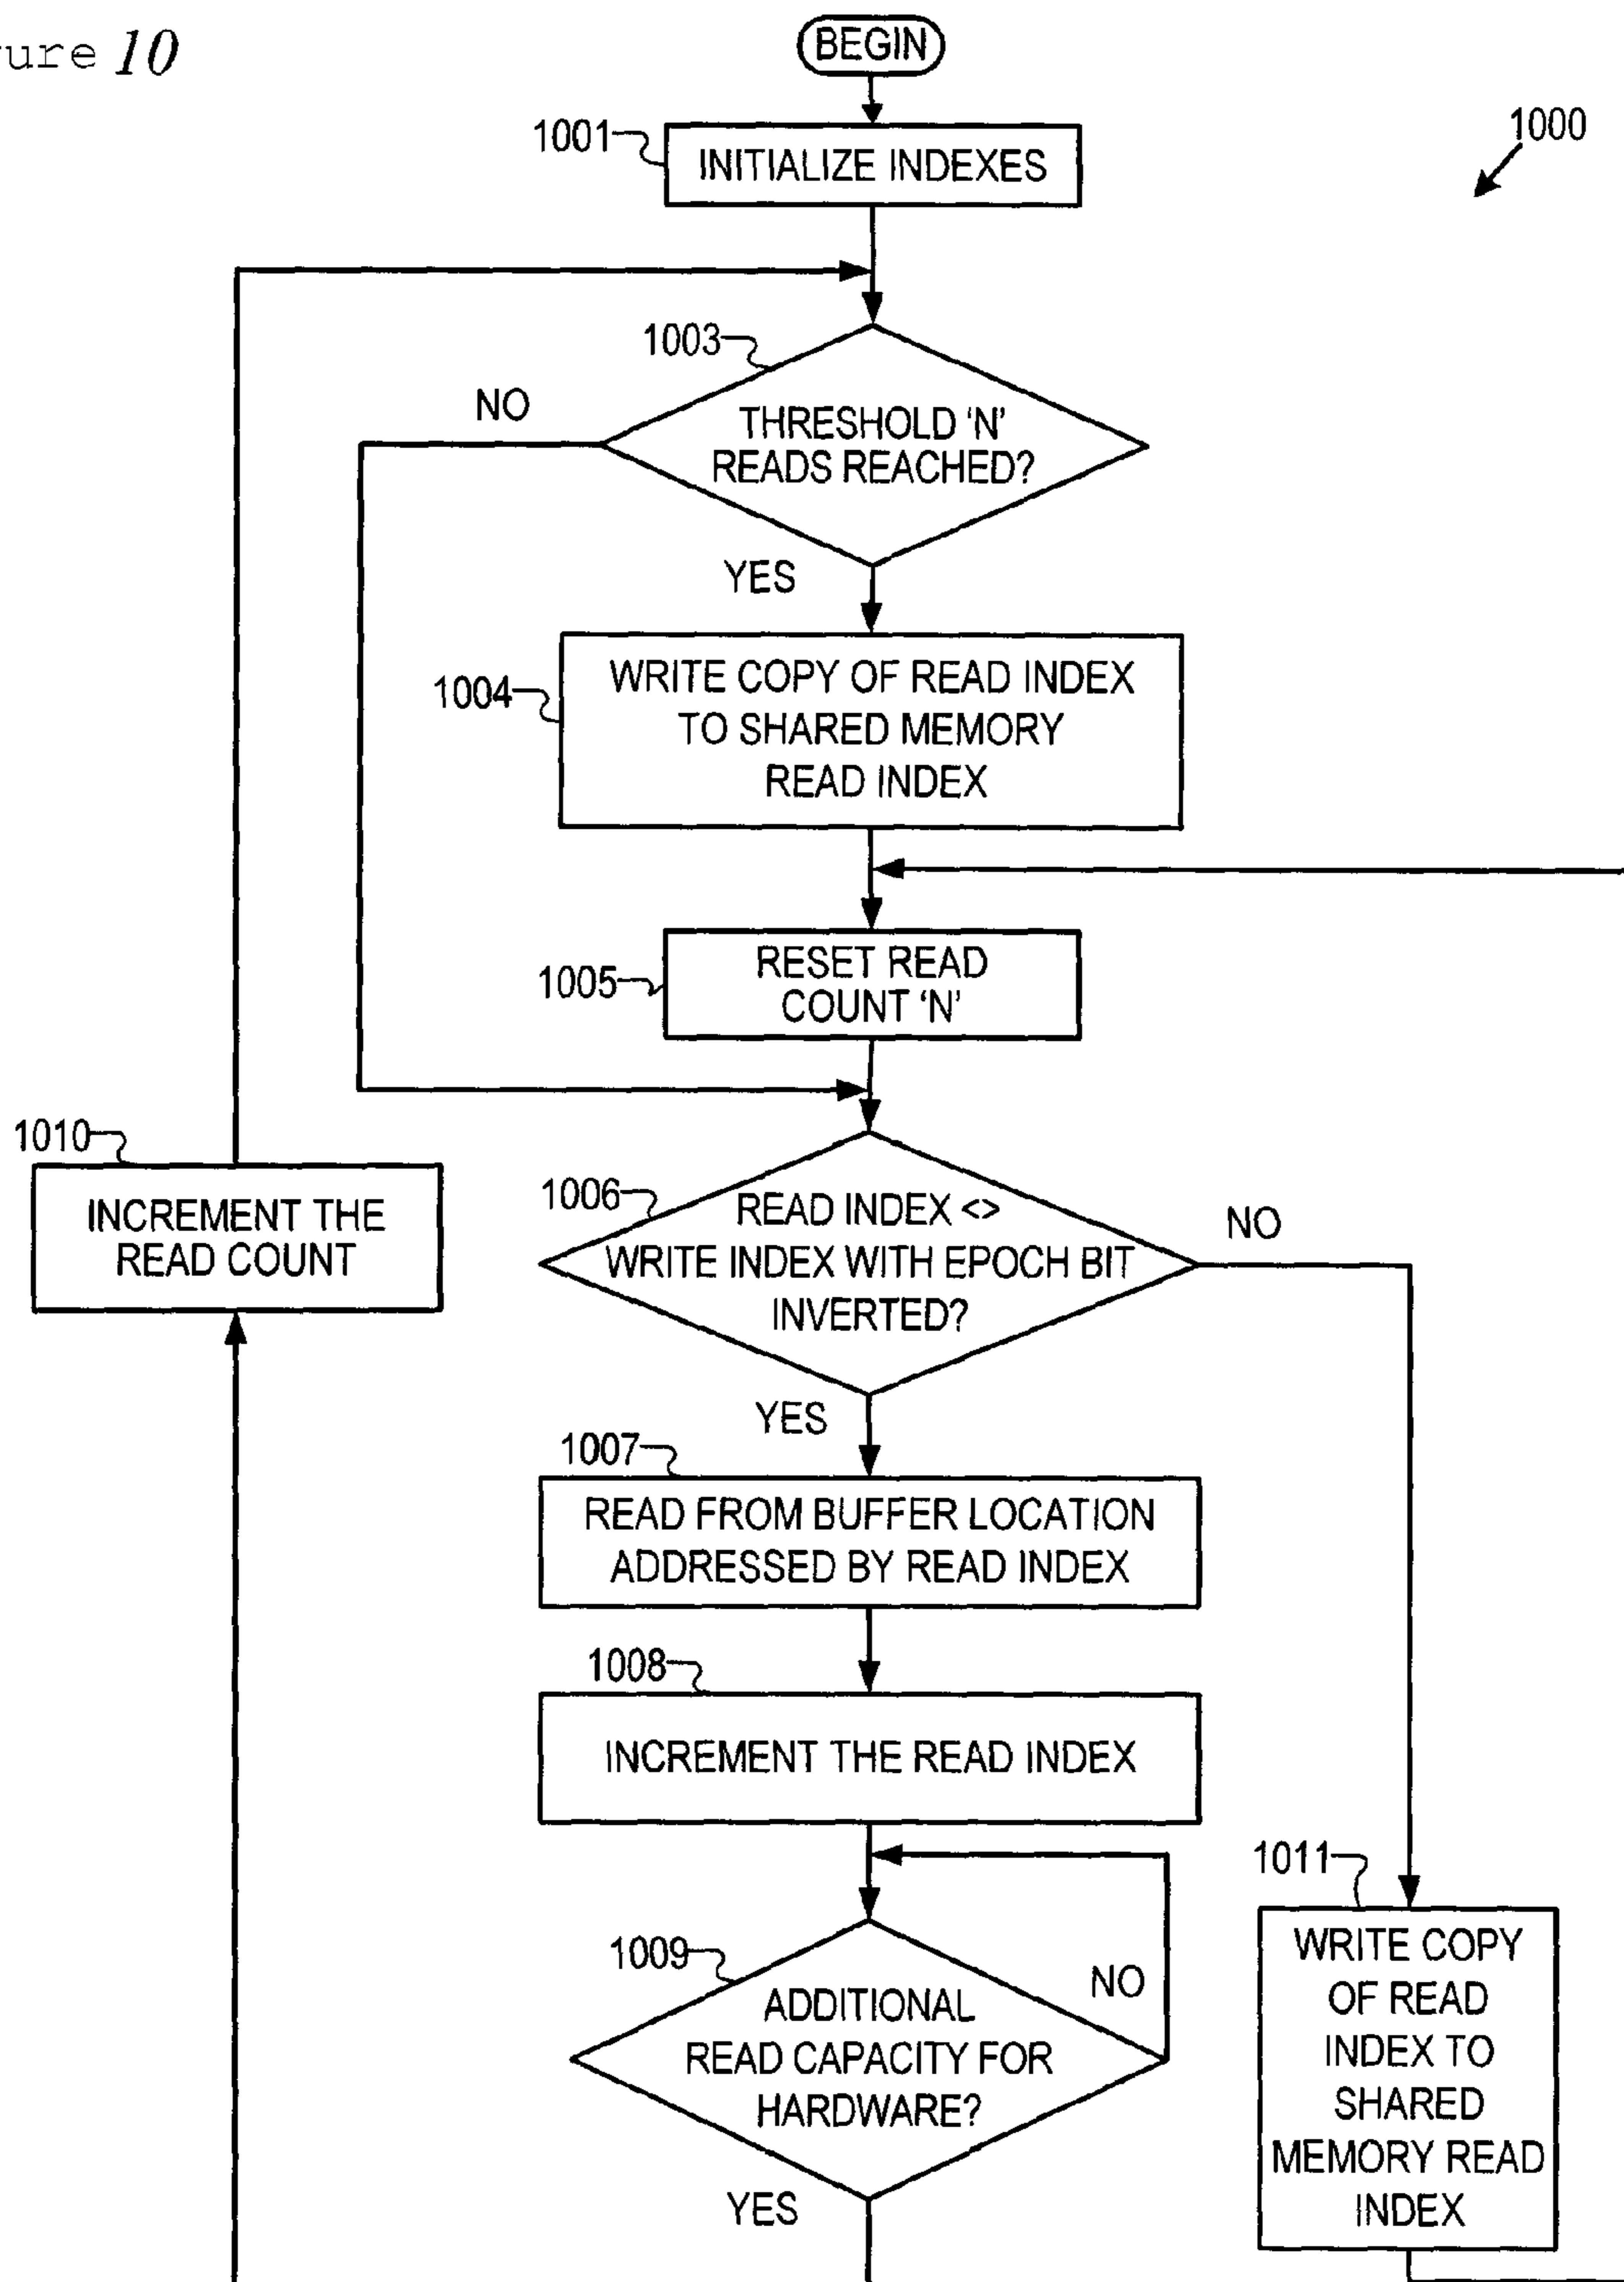 ure 10
BEGIN
1000
1001
INITIALIZE INDEXES
1003
NO
THRESHOLD 'N'
READS REACHED?
YES
1004
WRITE COPY OF READ INDEX
TO SHARED MEMORY
READ INDEX
1005
RESET READ
COUNT 'N'
1010
INCREMENT THE
READ COUNT
1006
READ INDEX <>
WRITE INDEX WITH EPOCH BIT
INVERTED?
NO
YES
1007
READ FROM BUFFER LOCATION
ADDRESSED BY READ INDEX
1008
INCREMENT THE READ INDEX
1009
ADDITIONAL
READ CAPACITY FOR
HARDWARE?
NO
YES
1011
WRITE COPY
OF READ
INDEX TO
SHARED
MEMORY READ
INDEX